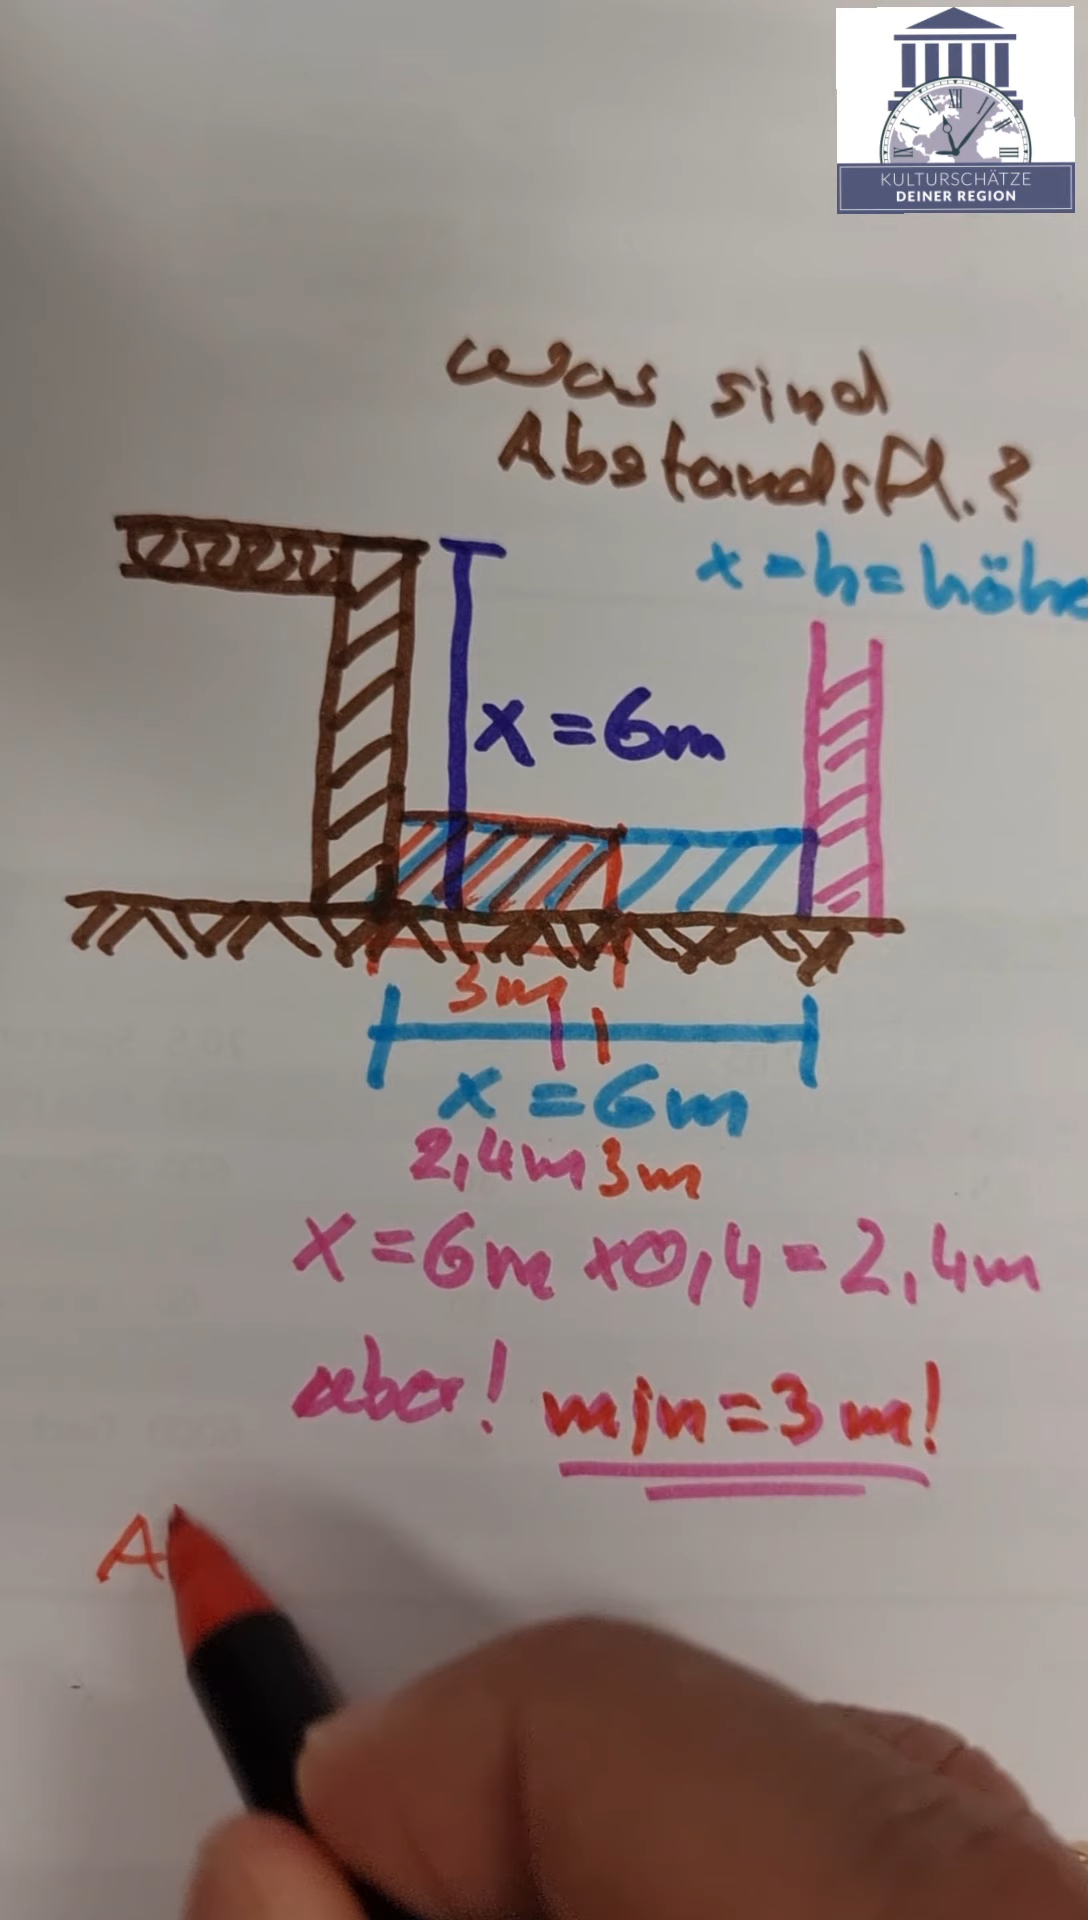 KULTURSCHÄTZE
DEINER REGION
Was sind
Abstandsfl.?
x = h = höhe
x = 6m
3m
x = 6m
2,4m 3m
x = 6m x 0,4 = 2,4m
aber! min = 3m!
A